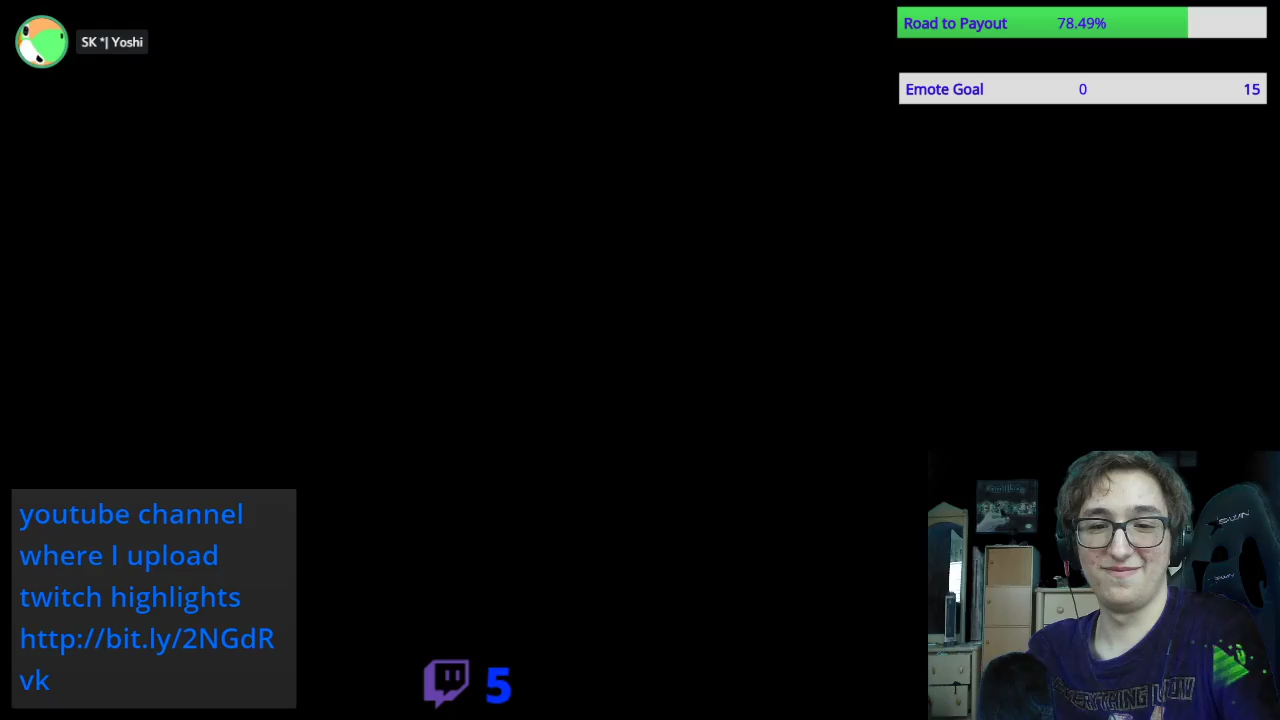 SK *| Yoshi
Road to Payout 78.49%
Emote Goal 0 15
youtube channel
where I upload
twitch highlights
http://bit.ly/2NGdR
vk
5